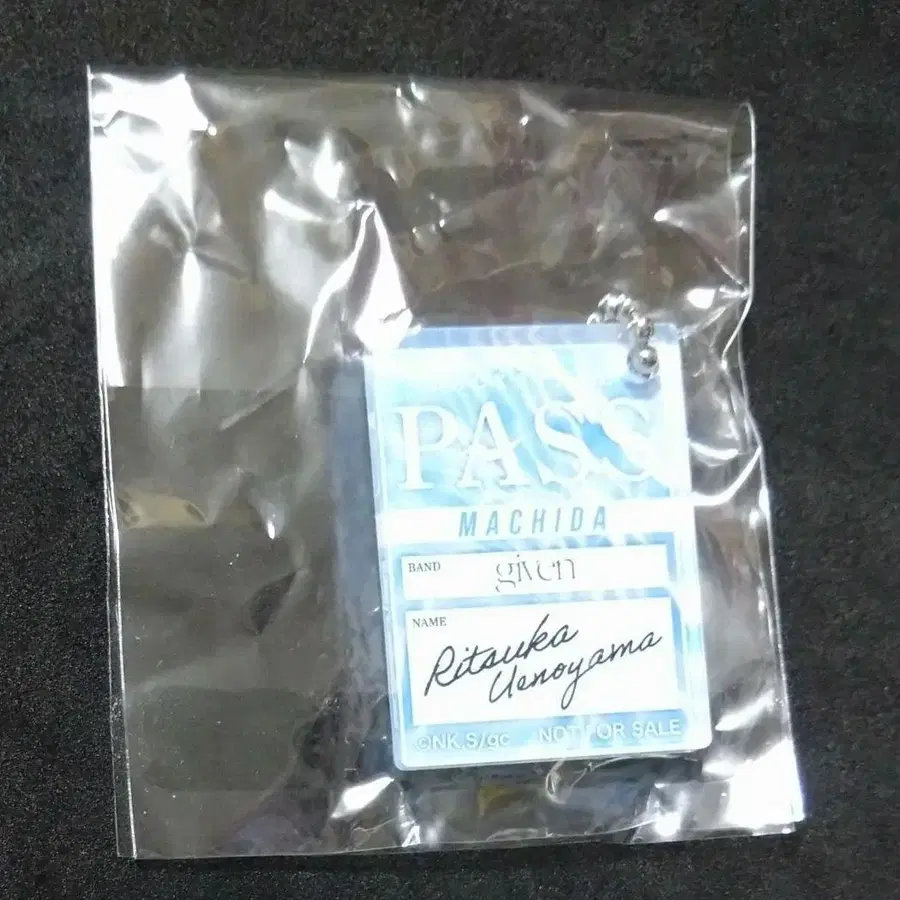 PASS
MACHIDA
BAND given
NAME
Ritsuka
Uenoyama
©NK.S/gc NOT FOR SALE